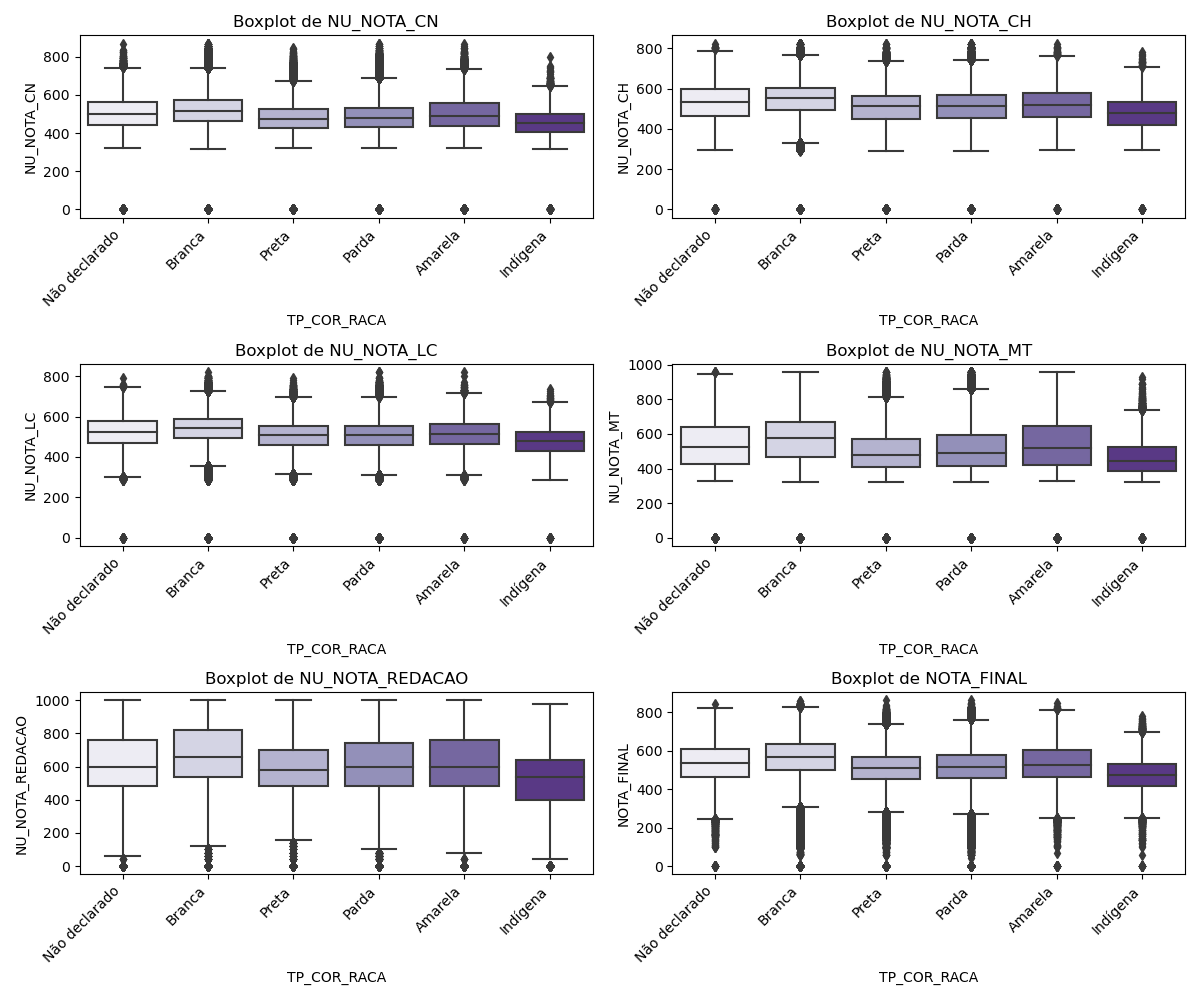 Boxplot de NU_NOTA_CN
NU_NOTA_CN
800
600
400
200
0
Não declarado
Branca
Preta
Parda
Amarela
Indígena
TP_COR_RACA
Boxplot de NU_NOTA_CH
NU_NOTA_CH
800
600
400
200
0
Não declarado
Branca
Preta
Parda
Amarela
Indígena
TP_COR_RACA
Boxplot de NU_NOTA_LC
NU_NOTA_LC
800
600
400
200
0
Não declarado
Branca
Preta
Parda
Amarela
Indígena
TP_COR_RACA
Boxplot de NU_NOTA_MT
NU_NOTA_MT
1000
800
600
400
200
0
Não declarado
Branca
Preta
Parda
Amarela
Indígena
TP_COR_RACA
Boxplot de NU_NOTA_REDACAO
NU_NOTA_REDACAO
1000
800
600
400
200
0
Não declarado
Branca
Preta
Parda
Amarela
Indígena
TP_COR_RACA
Boxplot de NOTA_FINAL
NOTA_FINAL
800
600
400
200
0
Não declarado
Branca
Preta
Parda
Amarela
Indígena
TP_COR_RACA